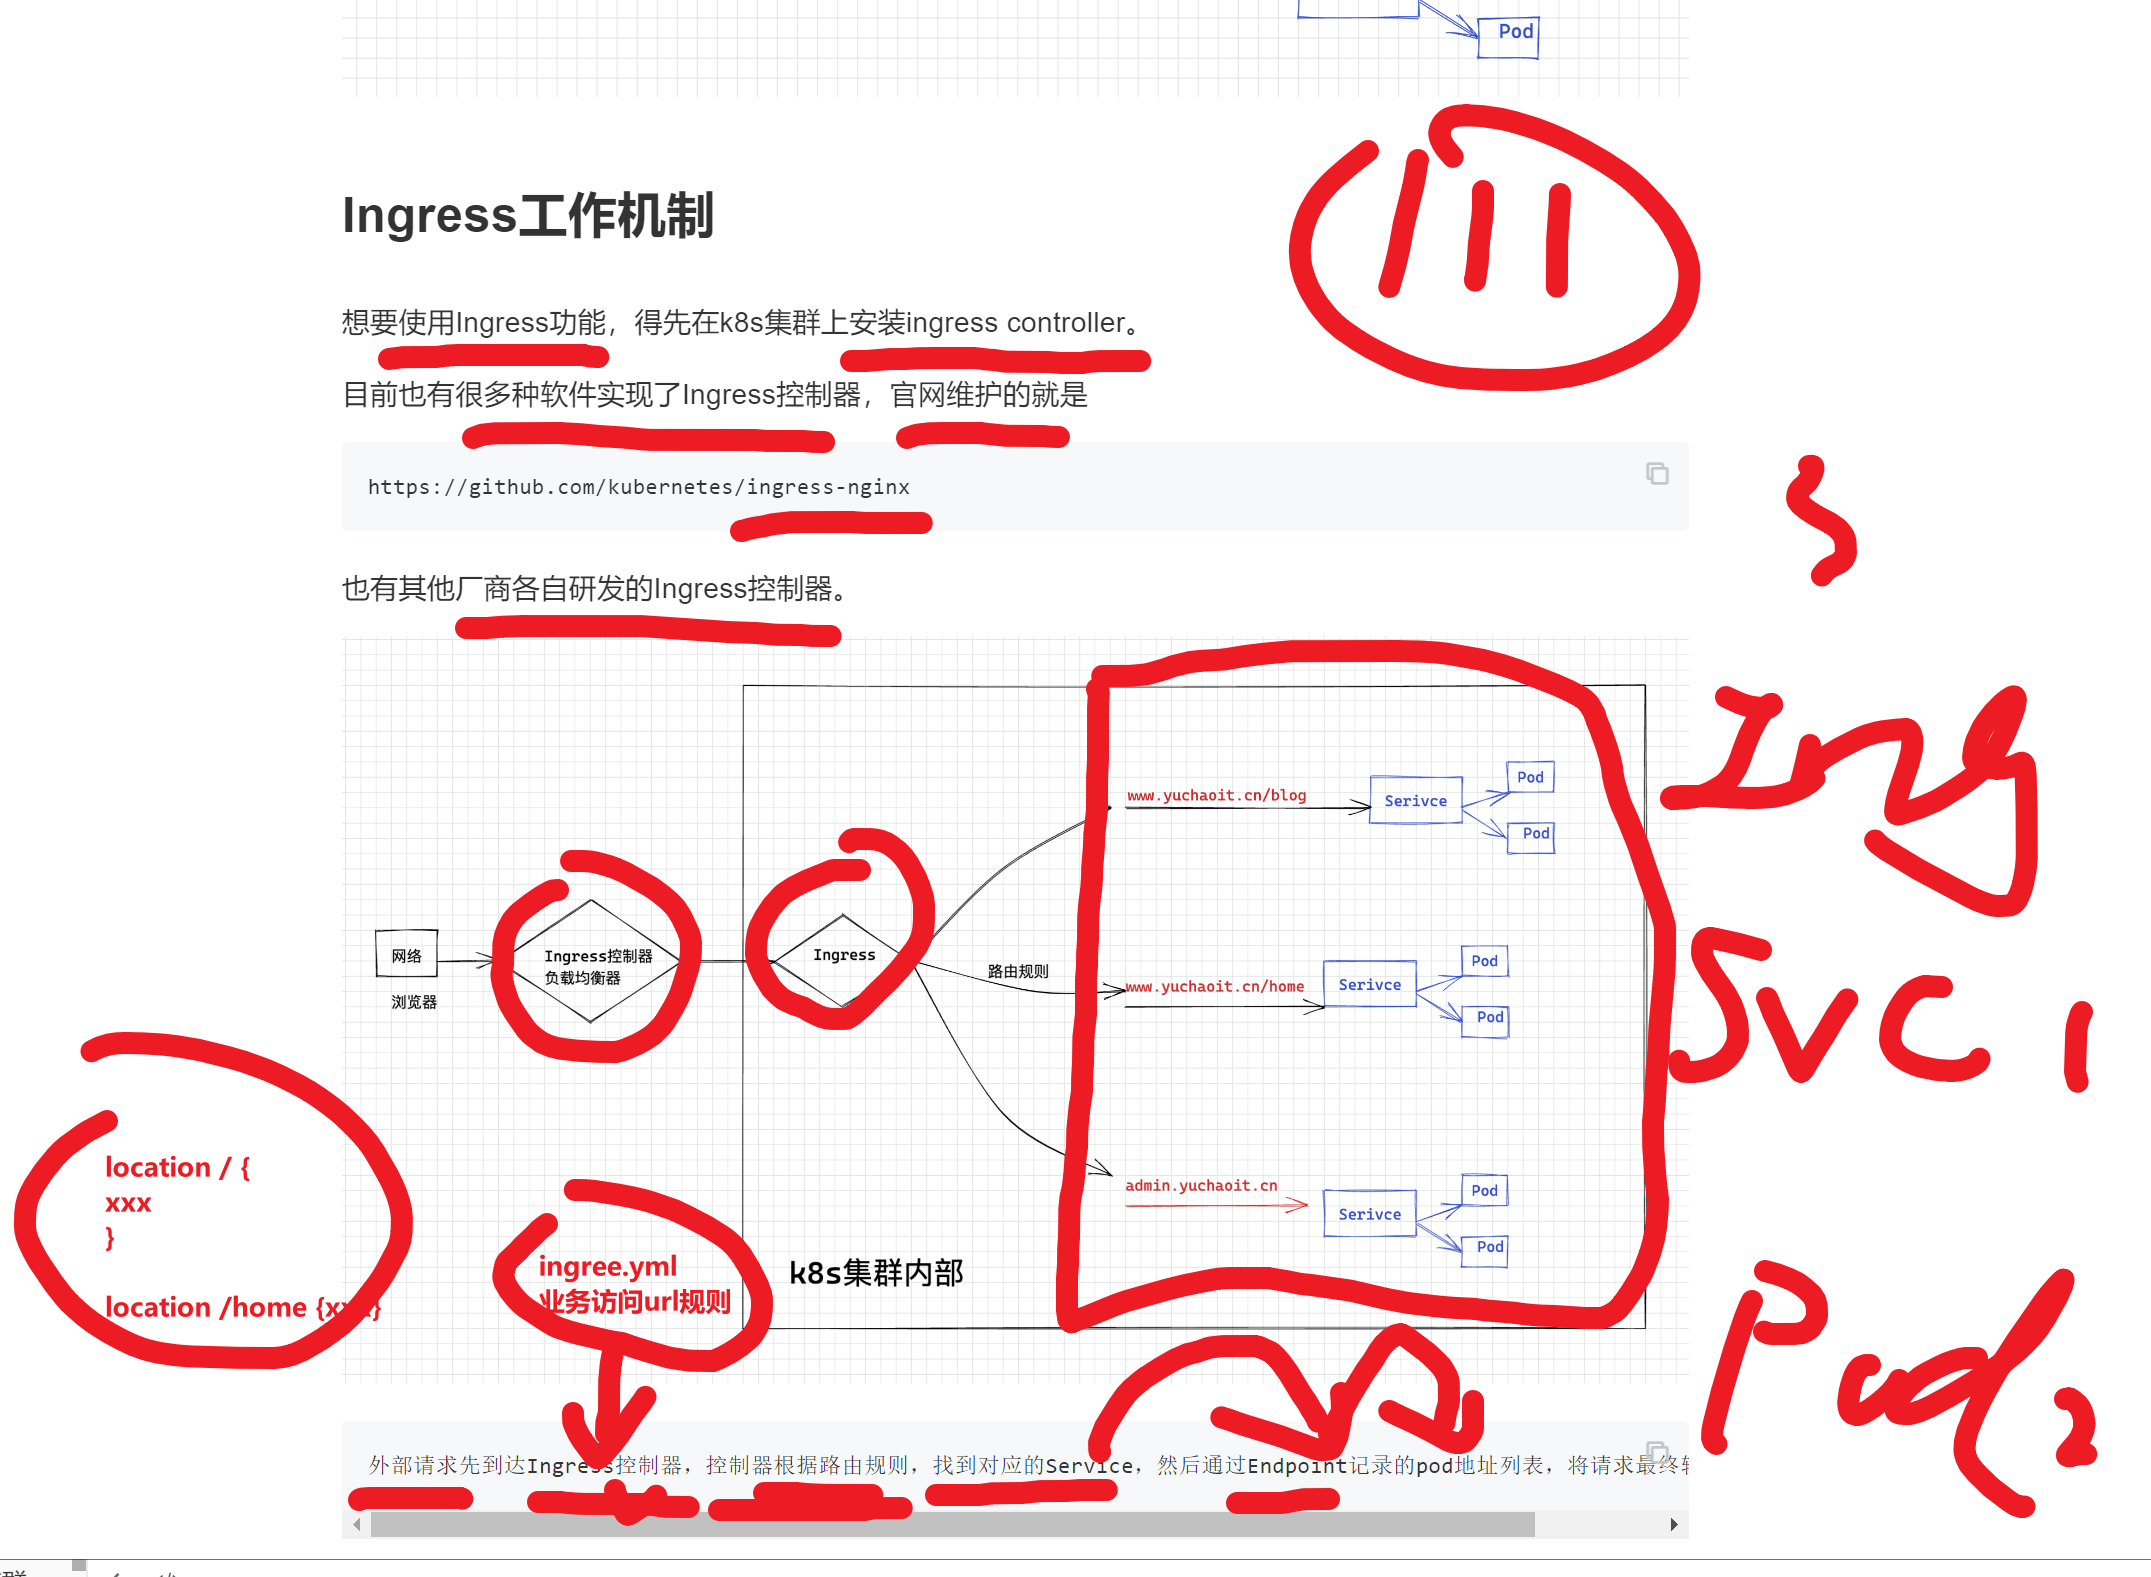 Pod
Ingress工作机制
想要使用Ingress功能，得先在k8s集群上安装ingress controller。
目前也有很多种软件实现了Ingress控制器，官网维护的就是
https://github.com/kubernetes/ingress-nginx
也有其他厂商各自研发的Ingress控制器。
Ing
www.yuchaoit.cn/blog
Serivce
Pod
Pod
网络
浏览器
Ingress控制器
负载均衡器
Ingress
路由规则
www.yuchaoit.cn/home
Serivce
Pod
Pod
SVC 1
location / {
xxx
}
location /home {xxx}
admin.yuchaoit.cn
Serivce
Pod
Pod
ingree.yml
业务访问url规则
k8s集群内部
Pod
外部请求先到达Ingress控制器，控制器根据路由规则，找到对应的Service，然后通过Endpoint记录的pod地址列表，将请求最终